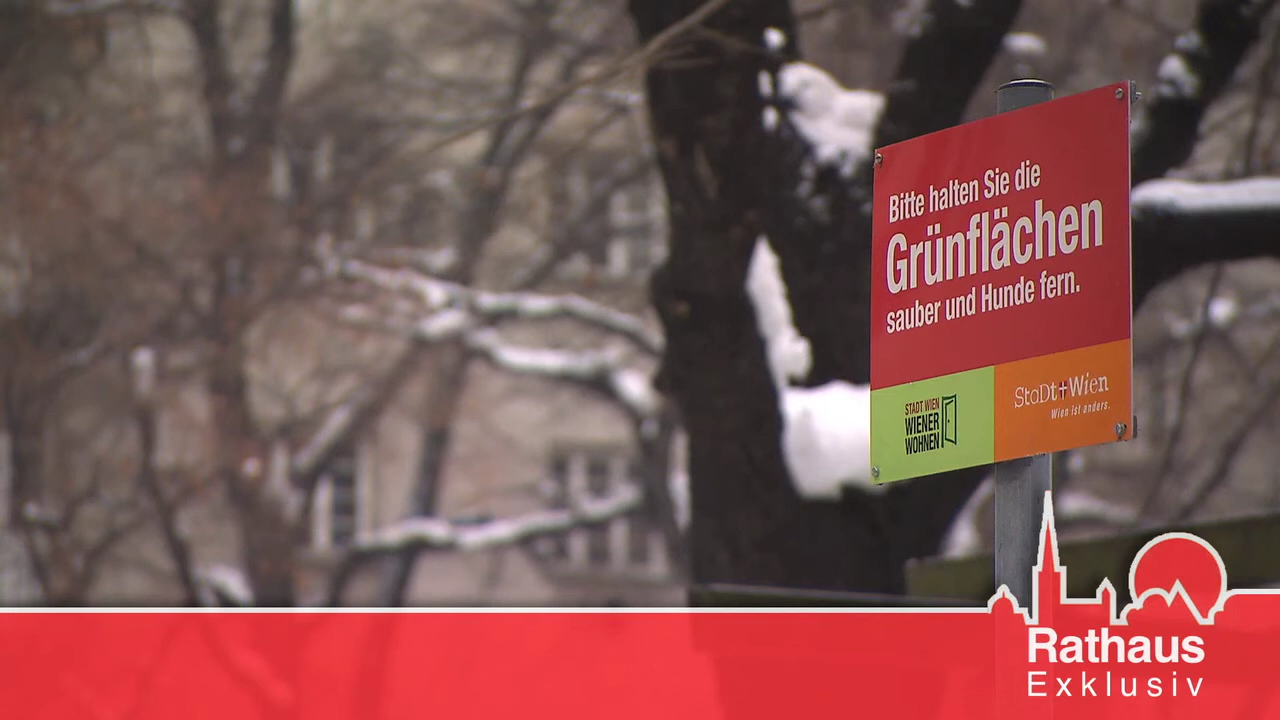 Bitte halten Sie die
Grünflächen
sauber und Hunde fern.
STADT WIEN
WIENER
WOHNEN
StaDt+Wien
Wien ist anders.
Rathaus
Exklusiv